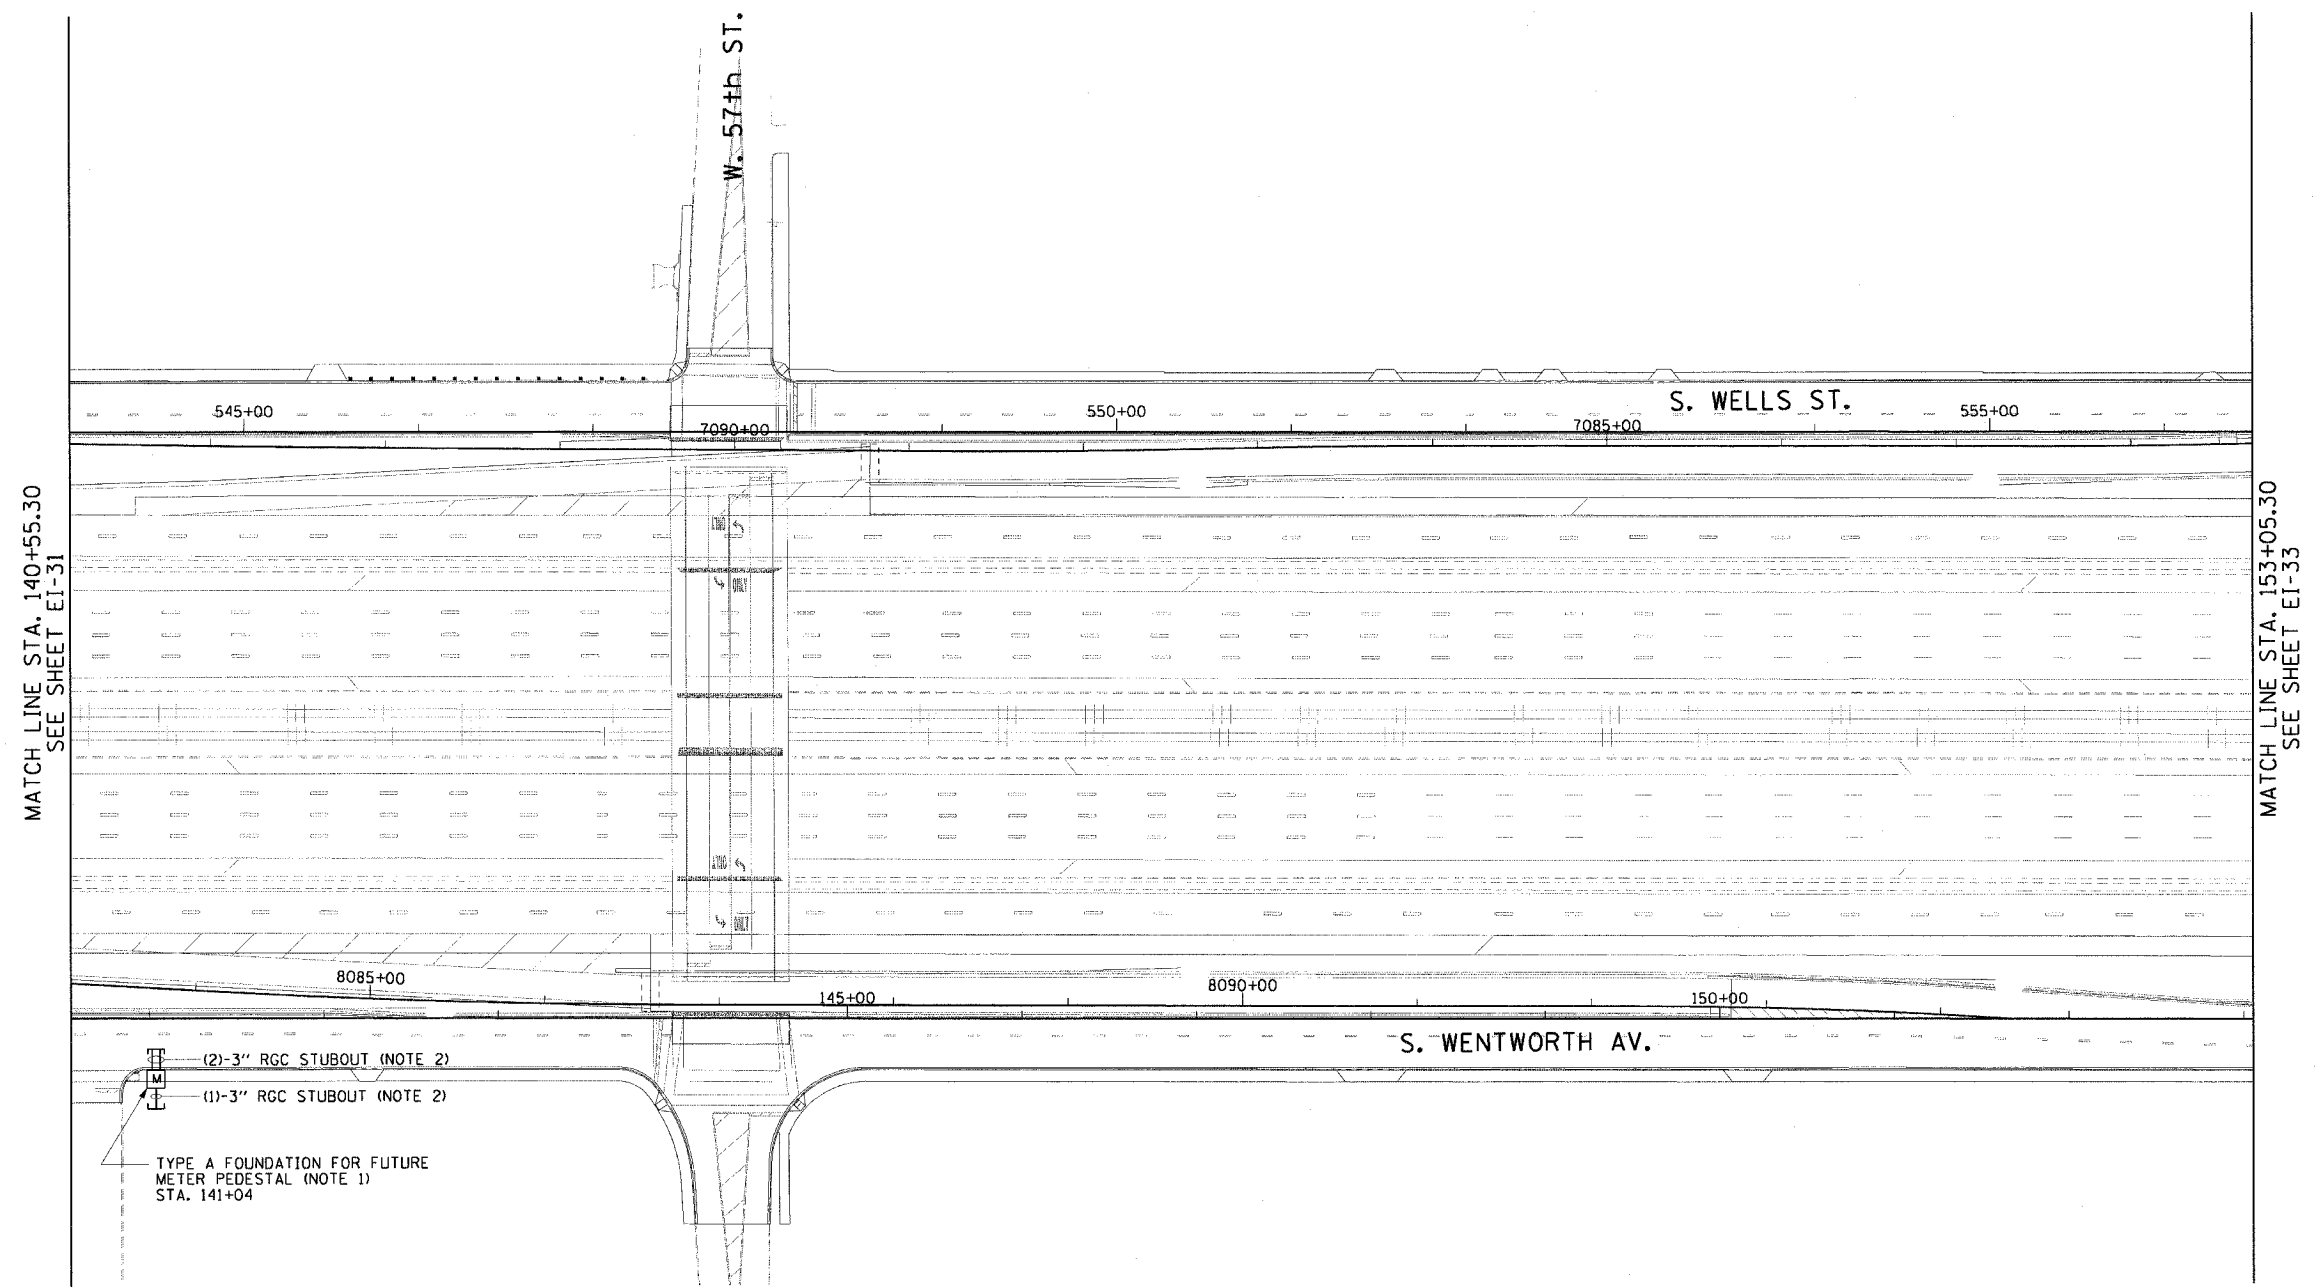 W. 57th ST.
S. WELLS ST.
545+00
550+00
555+00
7090+00
7085+00
MATCH LINE STA. 140+55.30
SEE SHEET EI-31
MATCH LINE STA. 153+05.30
SEE SHEET EI-33
ONLY
ONLY
ONLY
8085+00
145+00
8090+00
150+00
S. WENTWORTH AV.
(2)-3" RGC STUBOUT (NOTE 2)
M
(1)-3" RGC STUBOUT (NOTE 2)
TYPE A FOUNDATION FOR FUTURE
METER PEDESTAL (NOTE 1)
STA. 141+04